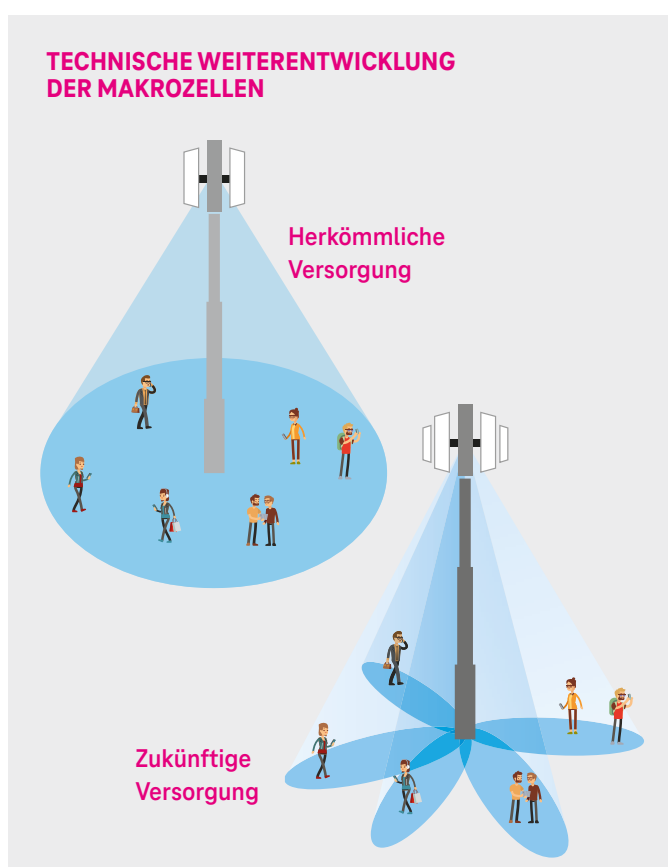 TECHNISCHE WEITERENTWICKLUNG
DER MAKROZELLEN
Herkömmliche
Versorgung
Zukünftige
Versorgung